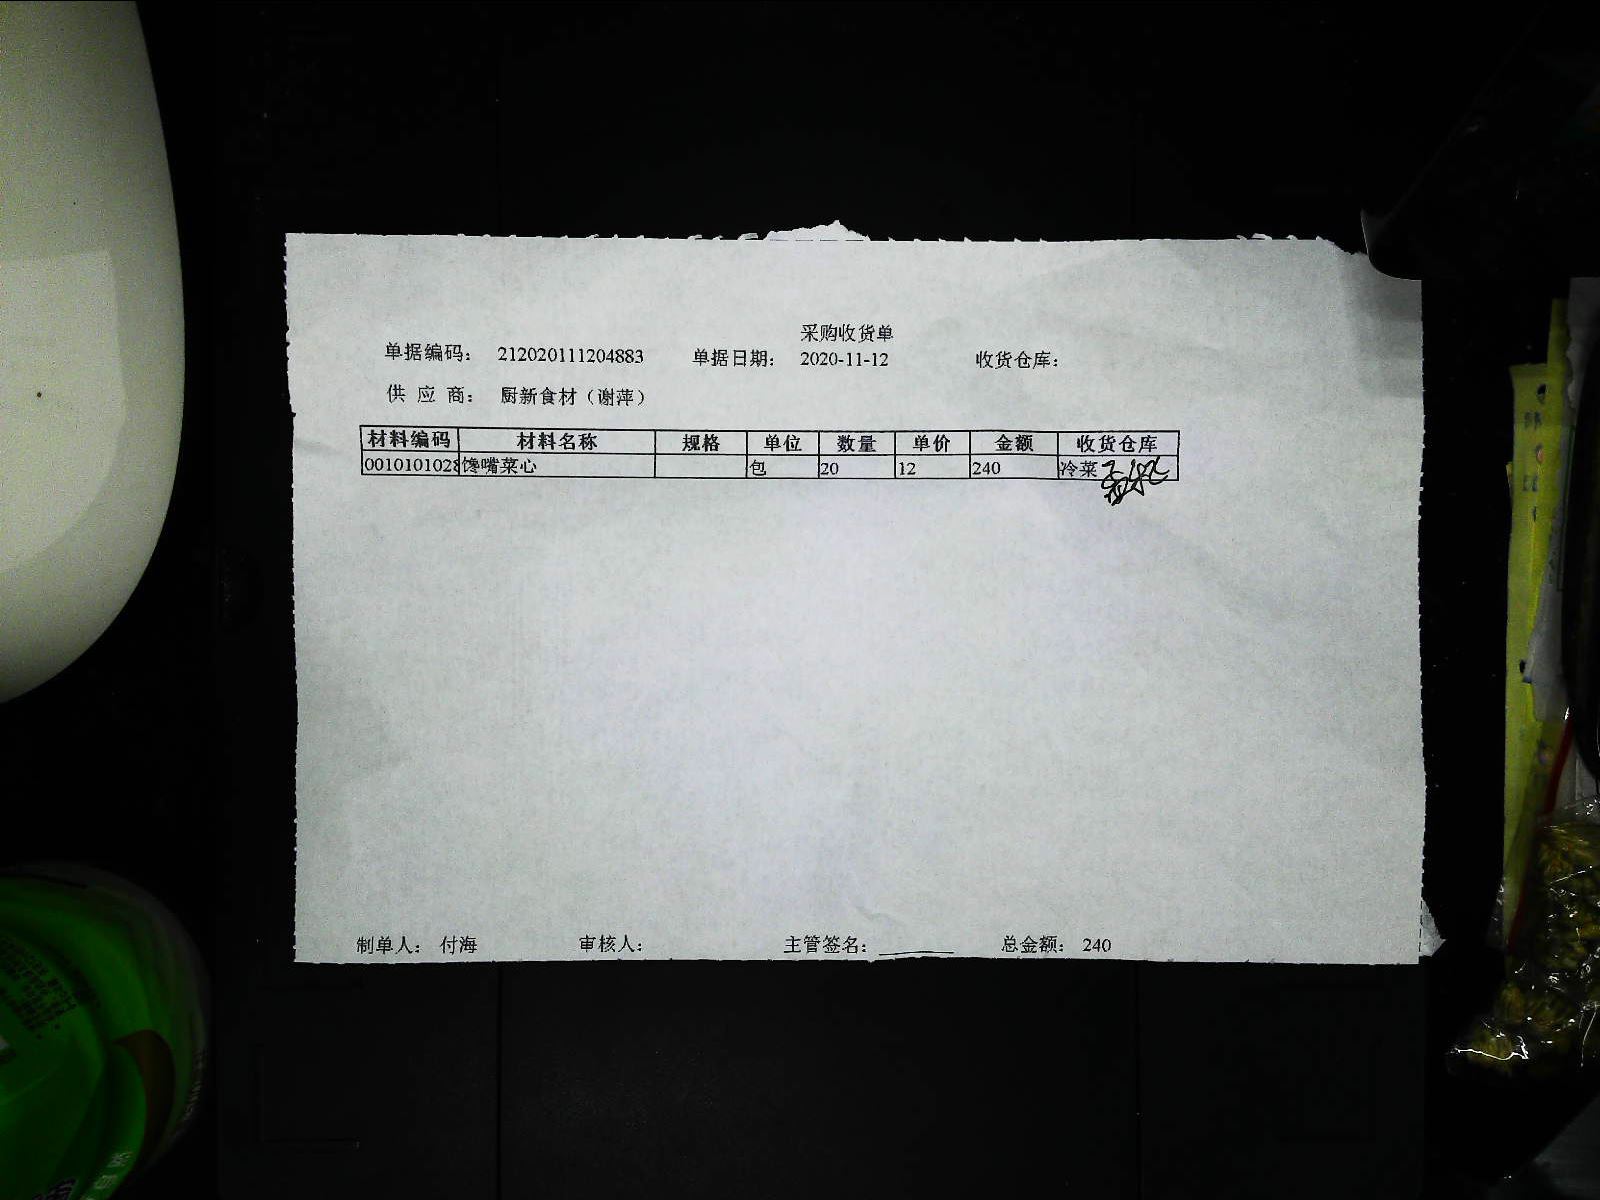 采购收货单
单据编码： 212020111204883 单据日期： 2020-11-12 收货仓库：
供 应 商： 厨新食材（谢萍）
材料编码 材料名称 规格 单位 数量 单价 金额 收货仓库
0010101028 馋嘴菜心 包 20 12 240 冷菜
制单人： 付海 审核人： 主管签名： 总金额： 240